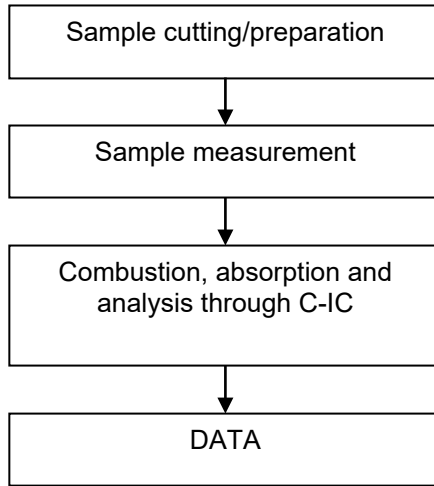 Sample cutting/preparation
Sample measurement
Combustion, absorption and
analysis through C-IC
DATA